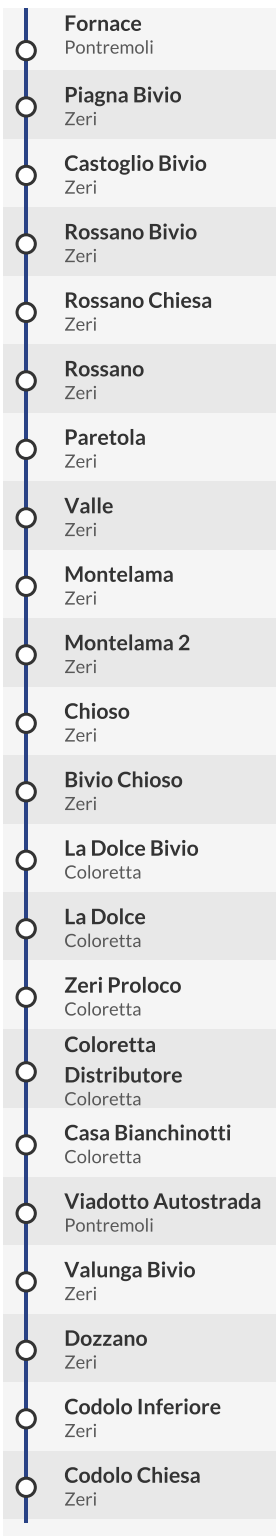 Fornace
Pontremoli
Piagna Bivio
Zeri
Castoglio Bivio
Zeri
Rossano Bivio
Zeri
Rossano Chiesa
Zeri
Rossano
Zeri
Paretola
Zeri
Valle
Zeri
Montelama
Zeri
Montelama 2
Zeri
Chioso
Zeri
Bivio Chioso
Zeri
La Dolce Bivio
Coloretta
La Dolce
Coloretta
Zeri Proloco
Coloretta
Coloretta
Distributore
Coloretta
Casa Bianchinotti
Coloretta
Viadotto Autostrada
Pontremoli
Valunga Bivio
Zeri
Dozzano
Zeri
Codolo Inferiore
Zeri
Codolo Chiesa
Zeri